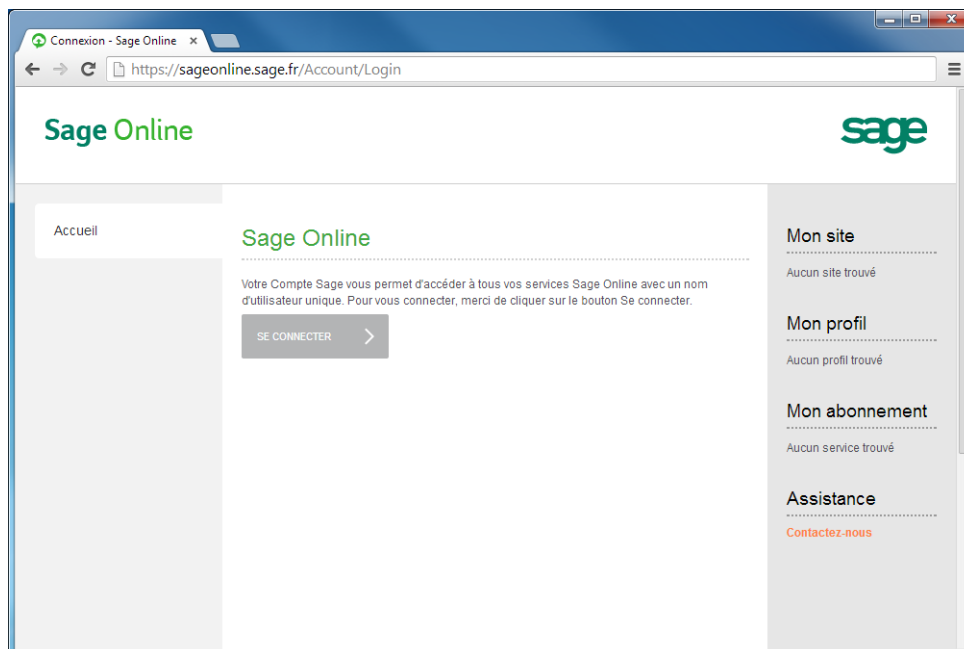 Connexion - Sage Online
https://sageonline.sage.fr/Account/Login
Sage Online
sage
Accueil
Sage Online
Votre Compte Sage vous permet d'accéder à tous vos services Sage Online avec un nom
d'utilisateur unique. Pour vous connecter, merci de cliquer sur le bouton Se connecter.
SE CONNECTER
Mon site
Aucun site trouvé
Mon profil
Aucun profil trouvé
Mon abonnement
Aucun service trouvé
Assistance
Contactez-nous